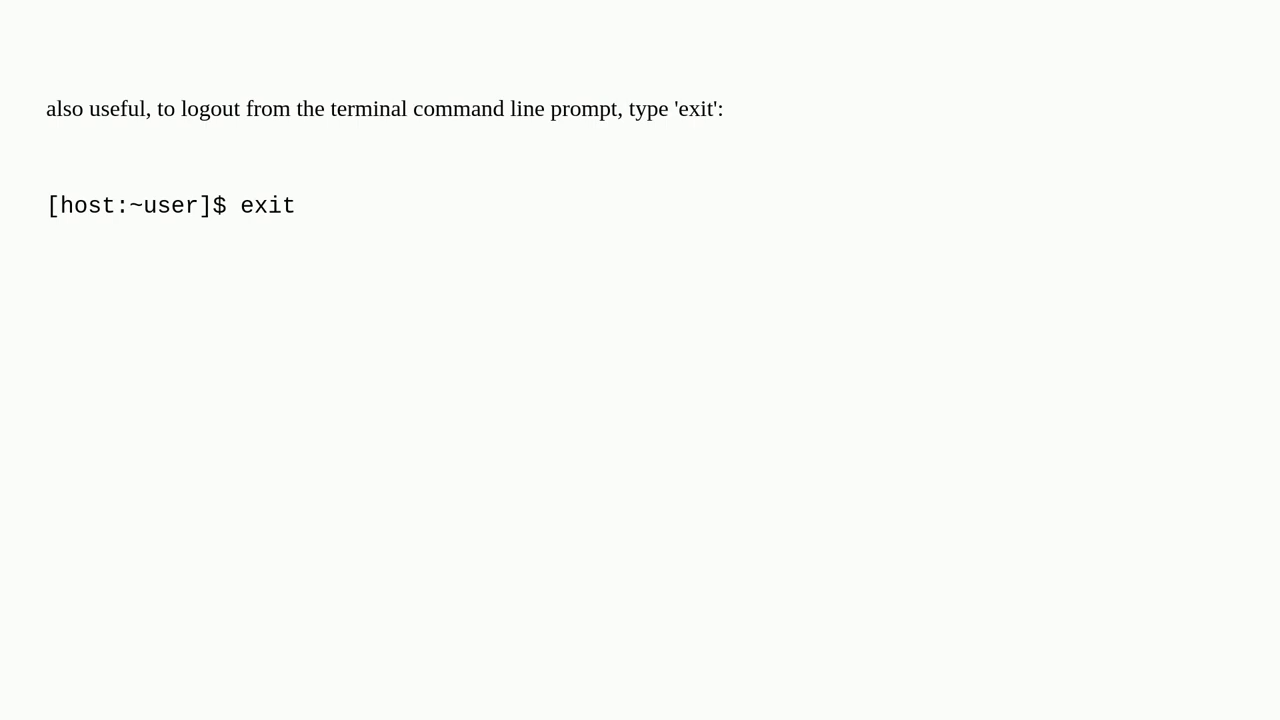 also useful, to logout from the terminal command line prompt, type 'exit':
[host:~user]$ exit